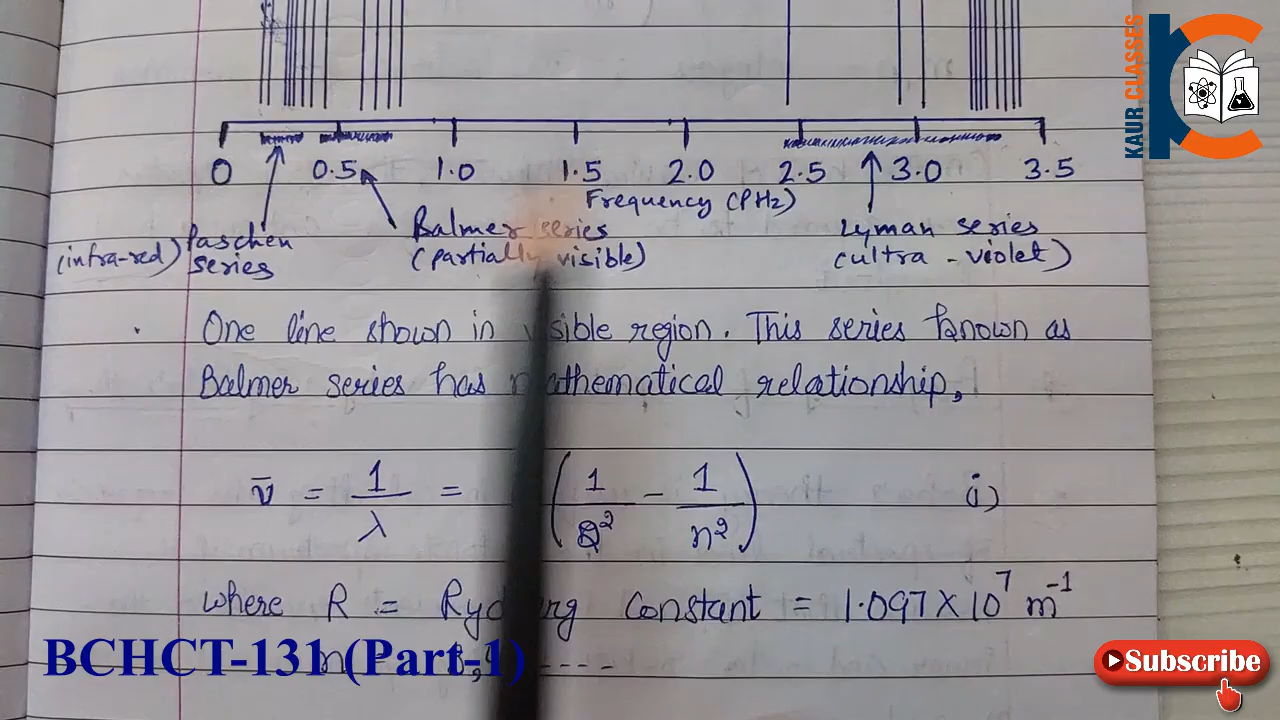 KAUR CLASSES
0 0.5 1.0 1.5 2.0 2.5 3.0 3.5
Frequency (PHz)
(infra-red) Paschen series
Balmer series
(partially visible)
Lyman series
(ultra-violet)
One line shown in visible region. This series known as
Balmer series has mathematical relationship,
ν̄ = 1/λ = (1/2² − 1/n²) (i)
where R = Rydberg constant = 1.097 × 10⁷ m⁻¹
BCHCT-131 (Part-1)
Subscribe